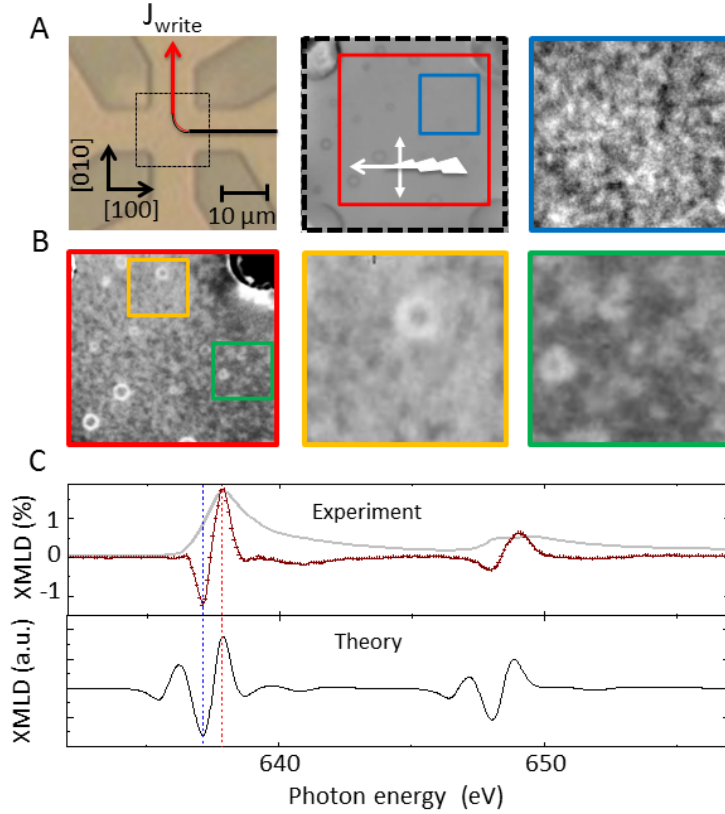 A
J_write
[010]
[100]
10 μm
B
C
XMLD (%)
1
0
-1
Experiment
XMLD (a.u.)
Theory
640
650
Photon energy (eV)